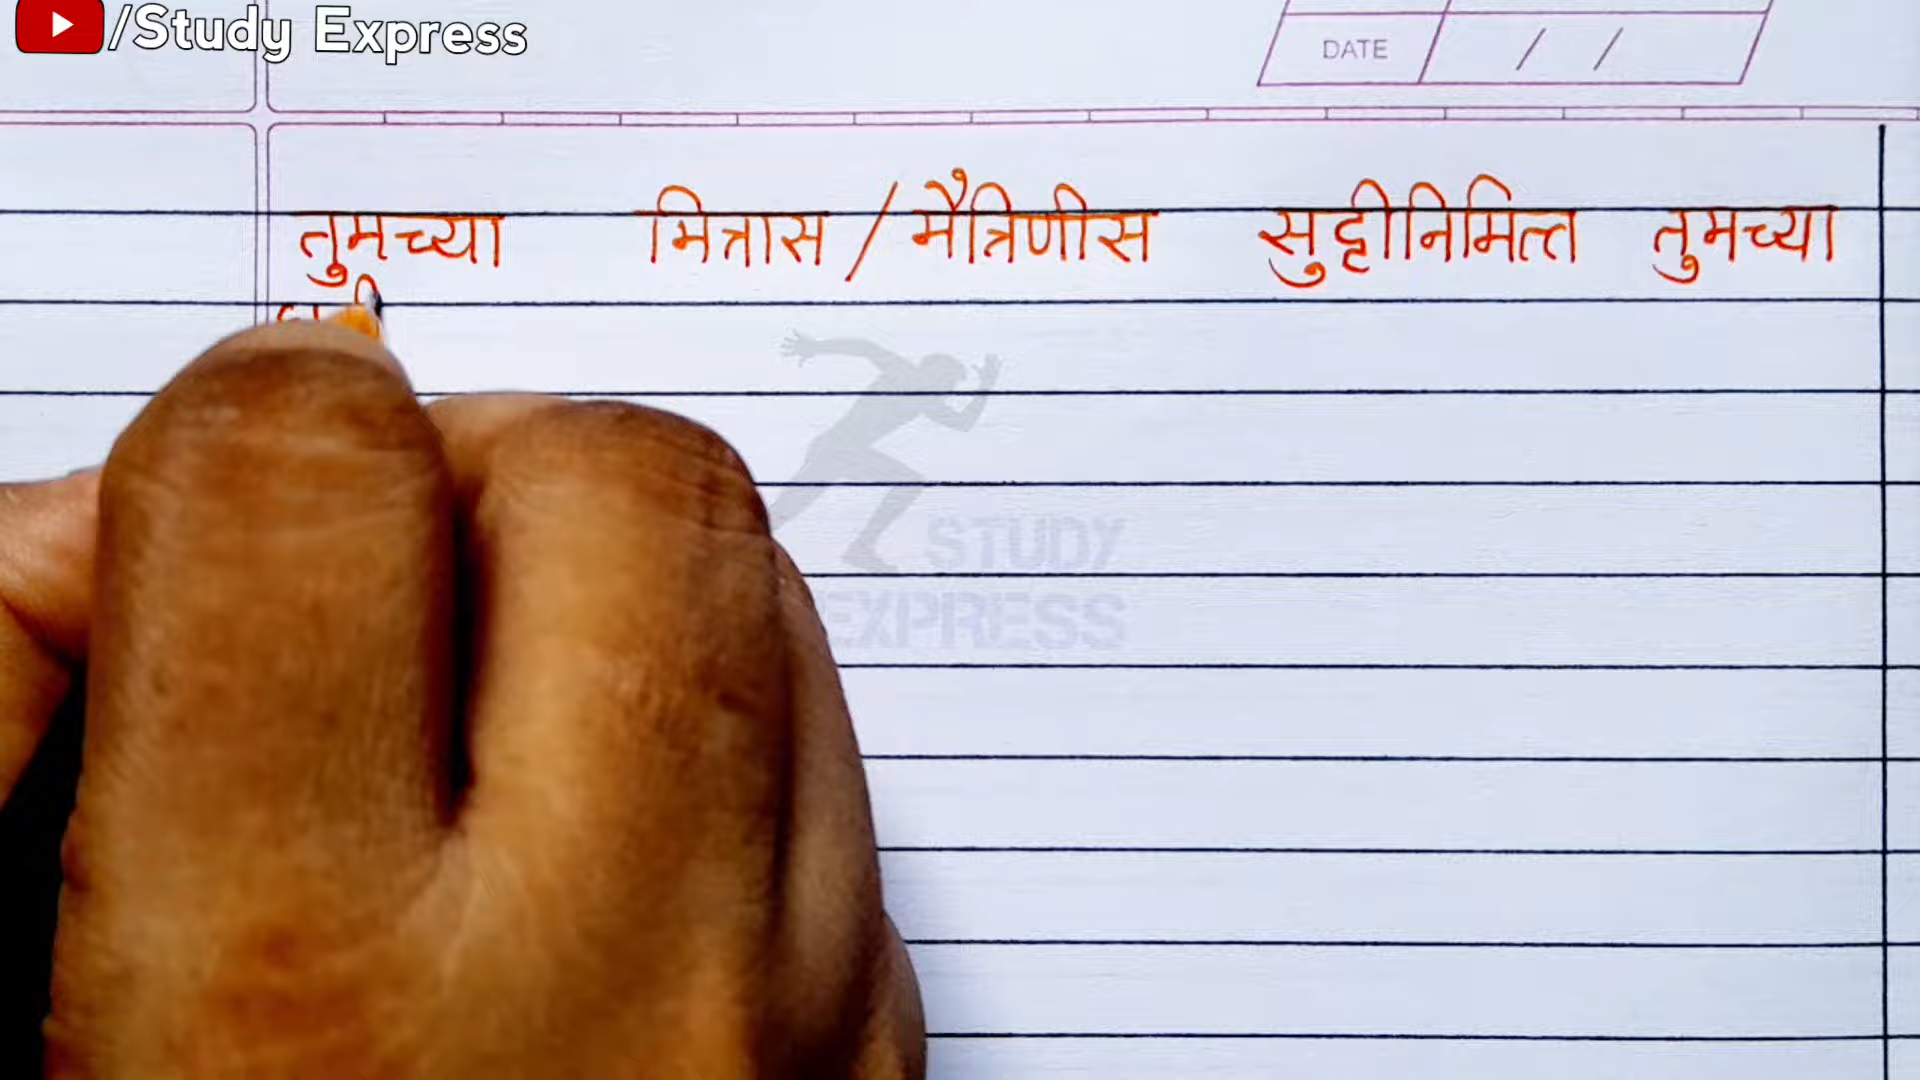 /Study Express
DATE / /
तुमच्या मित्रास / मैत्रिणीस सुट्टीनिमित्त तुमच्या
STUDY
EXPRESS